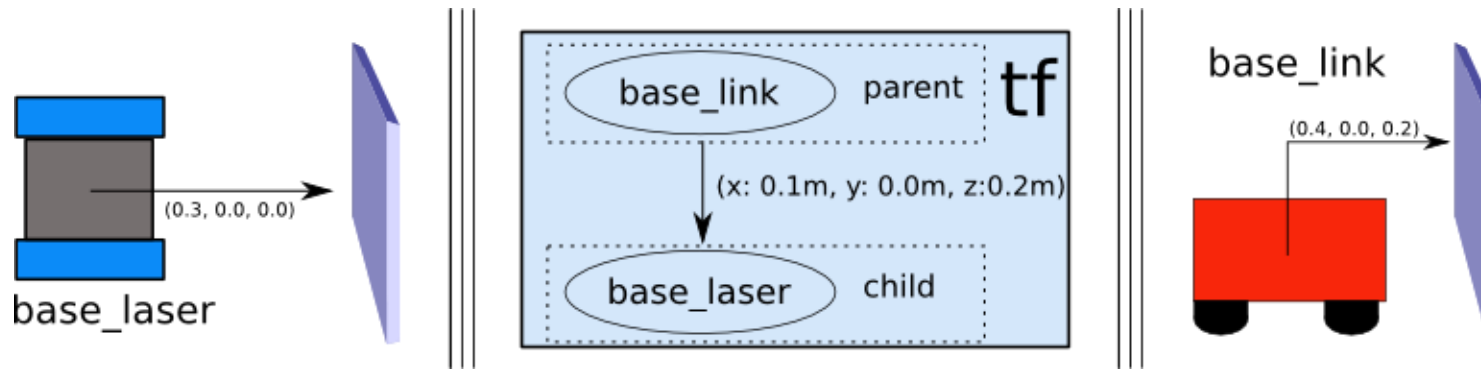 (0.3, 0.0, 0.0)
base_laser
base_link parent
tf
(x: 0.1m, y: 0.0m, z:0.2m)
base_laser child
base_link
(0.4, 0.0, 0.2)